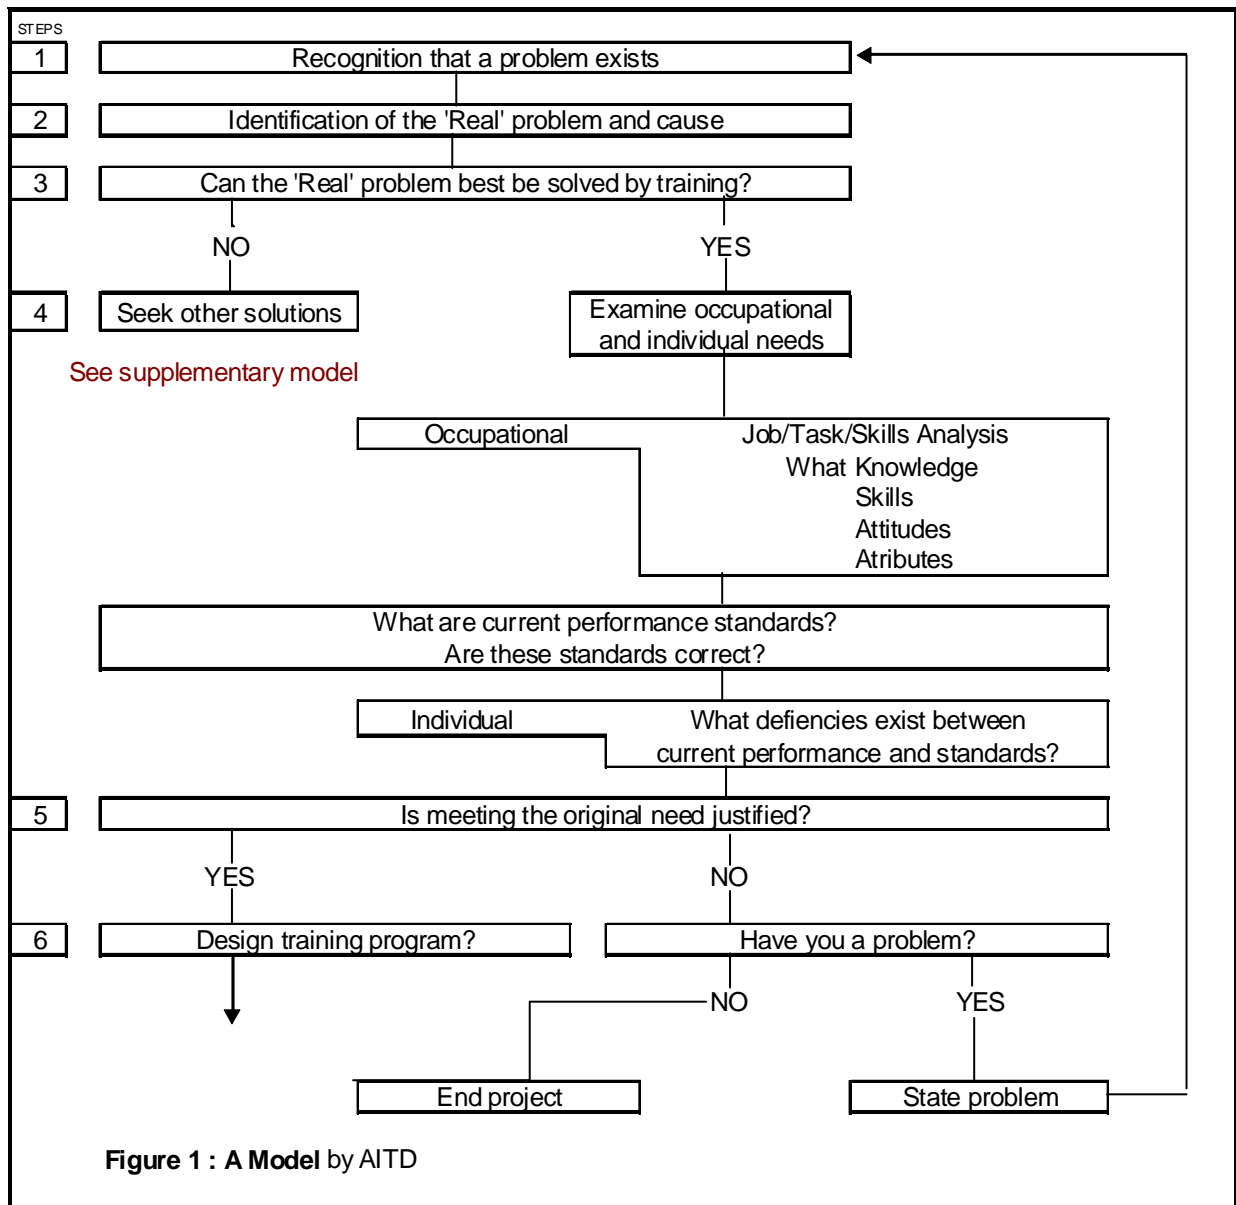 STEPS
1
Recognition that a problem exists
2
Identification of the 'Real' problem and cause
3
Can the 'Real' problem best be solved by training?
NO
YES
4
Seek other solutions
Examine occupational
and individual needs
See supplementary model
Occupational
Job/Task/Skills Analysis
What Knowledge
Skills
Attitudes
Atributes
What are current performance standards?
Are these standards correct?
Individual
What defiencies exist between
current performance and standards?
5
Is meeting the original need justified?
YES
NO
6
Design training program?
Have you a problem?
NO
YES
End project
State problem
Figure 1 : A Model by AITD